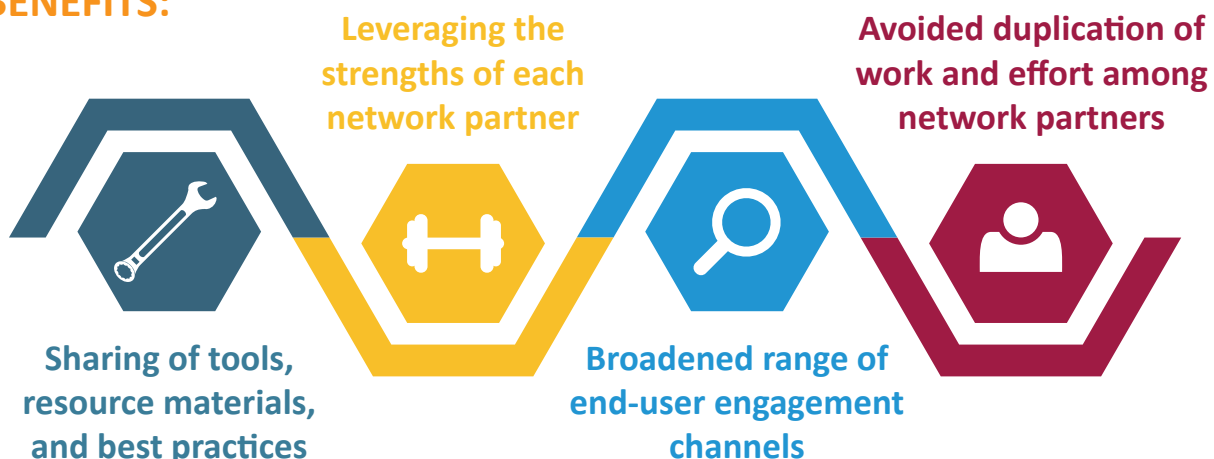 BENEFITS:
Sharing of tools,
resource materials,
and best practices
Leveraging the
strengths of each
network partner
Broadened range of
end-user engagement
channels
Avoided duplication of
work and effort among
network partners